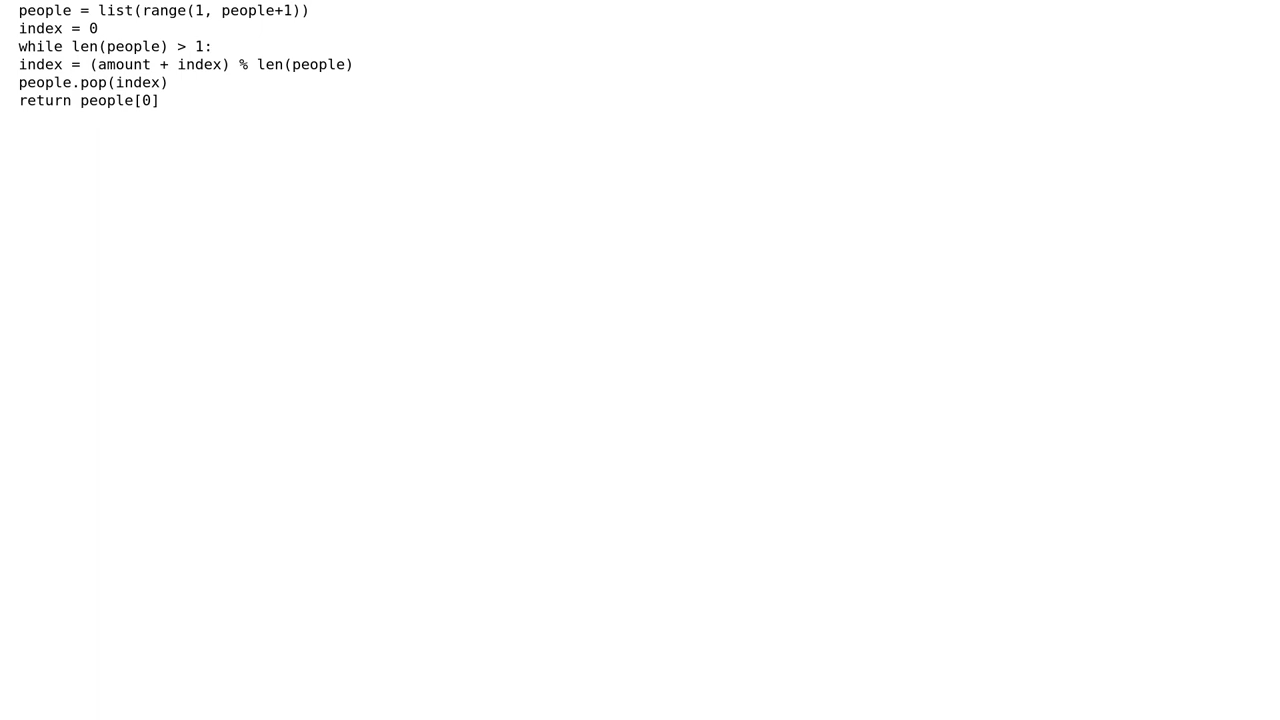 people = list(range(1, people+1))
index = 0
while len(people) > 1:
index = (amount + index) % len(people)
people.pop(index)
return people[0]